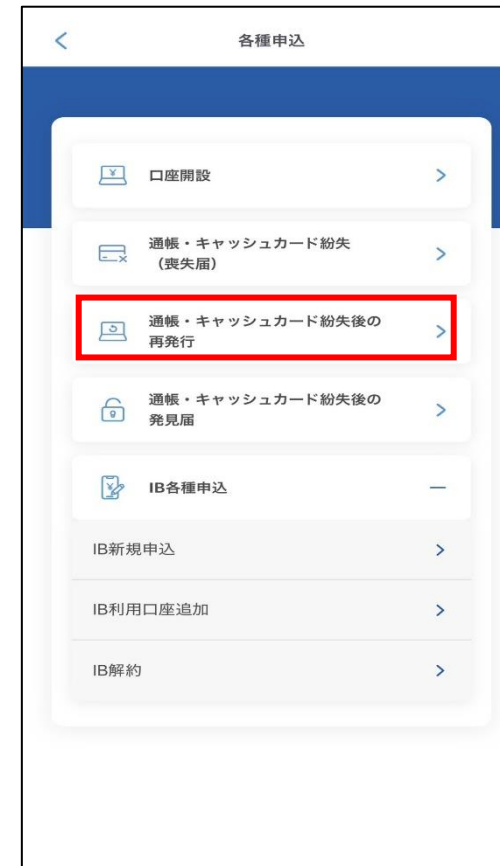 各種申込
口座開設
通帳・キャッシュカード紛失
（喪失届）
通帳・キャッシュカード紛失後の
再発行
通帳・キャッシュカード紛失後の
発見届
IB各種申込
IB新規申込
IB利用口座追加
IB解約